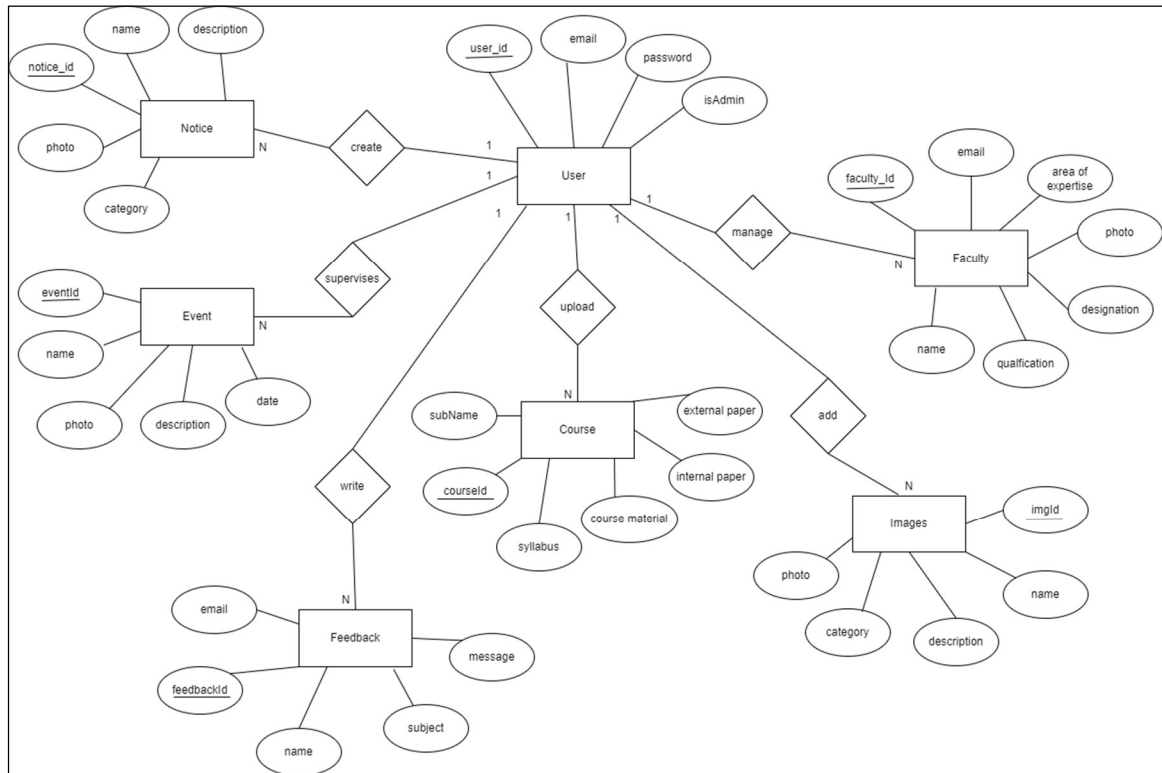 name
description
notice_id
Notice
photo
category
N
create
1
user_id
email
password
isAdmin
User
1
1
1
1
1
supervises
eventId
Event
N
name
photo
description
date
manage
N
faculty_Id
email
area of
expertise
photo
Faculty
designation
name
qualfication
upload
N
subName
Course
external paper
internal paper
courseId
course material
syllabus
add
N
Images
imgId
photo
name
category
description
write
N
email
Feedback
message
feedbackId
subject
name